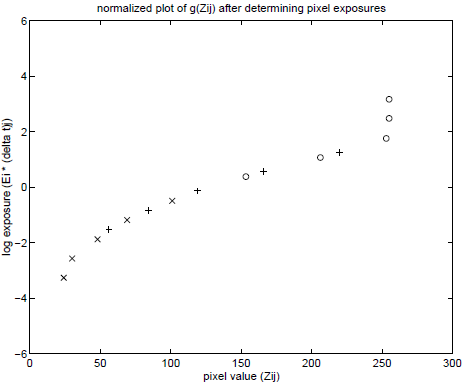 normalized plot of g(Zij) after determining pixel exposures
log exposure (Ei * (delta t)j)
6
4
2
0
−2
−4
−6
0 50 100 150 200 250 300
pixel value (Zij)